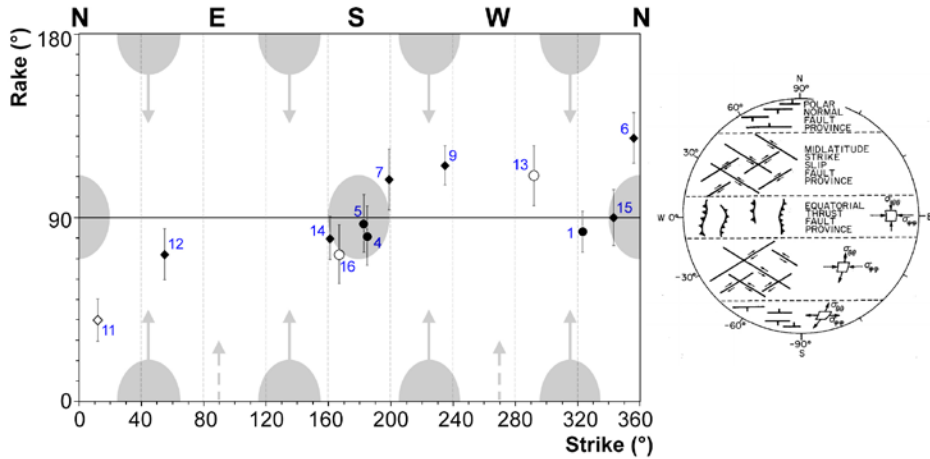 N E S W N
Rake (°)
180
90
0
0 40 80 120 160 200 240 280 320 360
Strike (°)
11
12
14
16
5
4
7
9
13
1
15
6
N
90°
60°
30°
W 0°
-30°
-60°
-90°
S
POLAR
NORMAL
FAULT
PROVINCE
MIDLATITUDE
STRIKE
SLIP
FAULT
PROVINCE
EQUATORIAL
THRUST
FAULT
PROVINCE
E